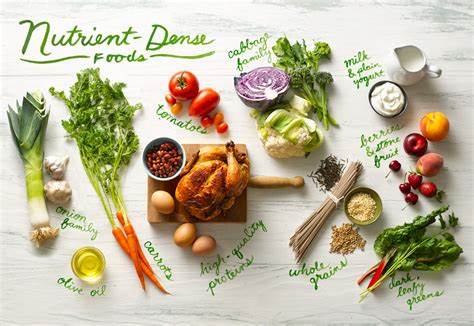 Nutrient-Dense
Foods
cabbage
family
milk
& plain
yogurt
tomatoes
berries
& stone
fruit
onion
family
carrots
high-quality
proteins
whole grains
olive oil
dark,
leafy
greens